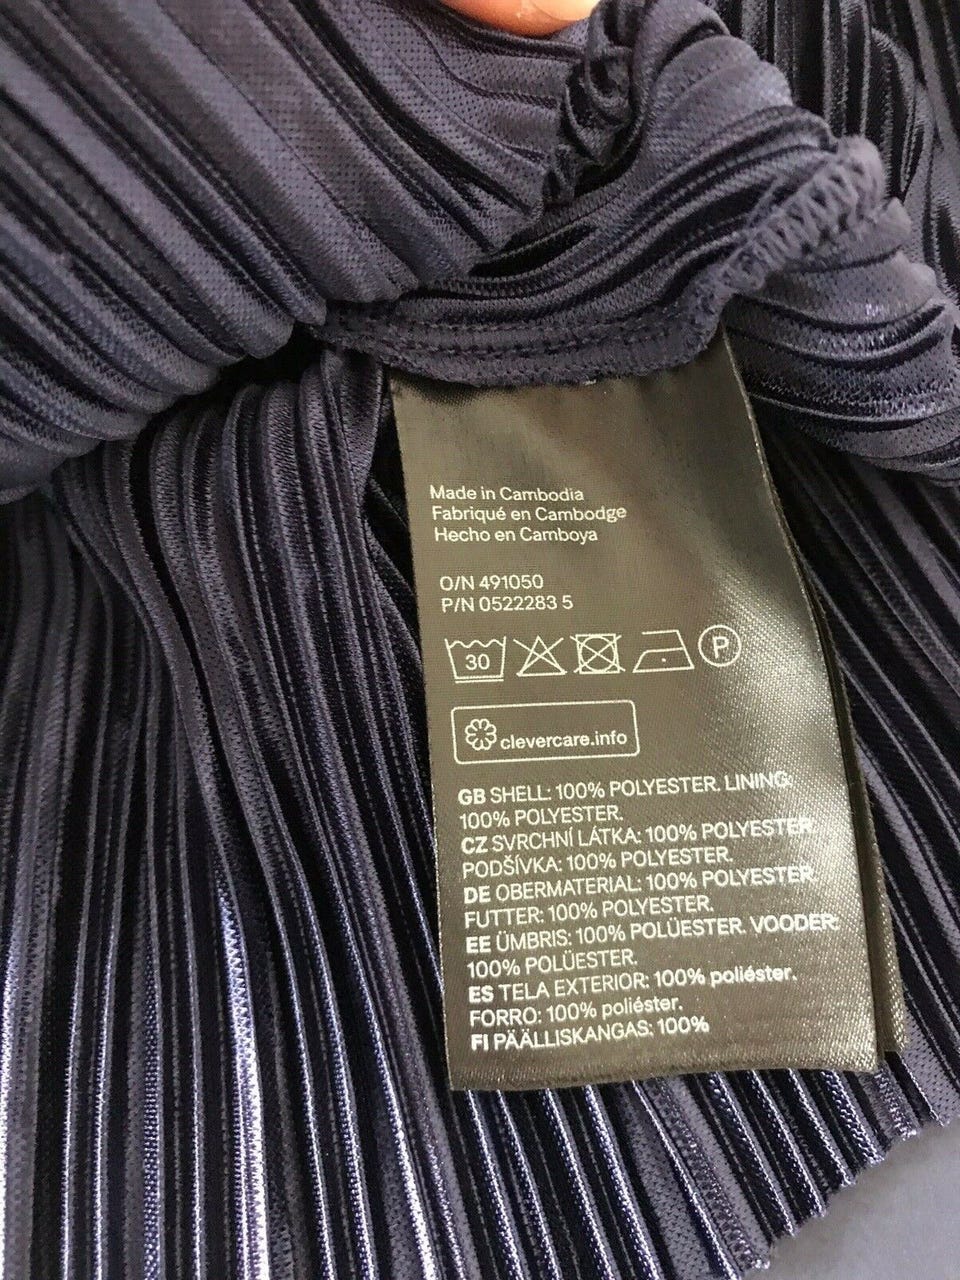 Made in Cambodia
Fabriqué en Cambodge
Hecho en Camboya
O/N 491050
P/N 0522283 5
30 P
clevercare.info
GB SHELL: 100% POLYESTER. LINING:
100% POLYESTER.
CZ SVRCHNÍ LÁTKA: 100% POLYESTER.
PODŠÍVKA: 100% POLYESTER.
DE OBERMATERIAL: 100% POLYESTER.
FUTTER: 100% POLYESTER.
EE ÜMBRIS: 100% POLÜESTER. VOODER:
100% POLÜESTER.
ES TELA EXTERIOR: 100% poliéster.
FORRO: 100% poliéster.
FI PÄÄLLISKANGAS: 100%